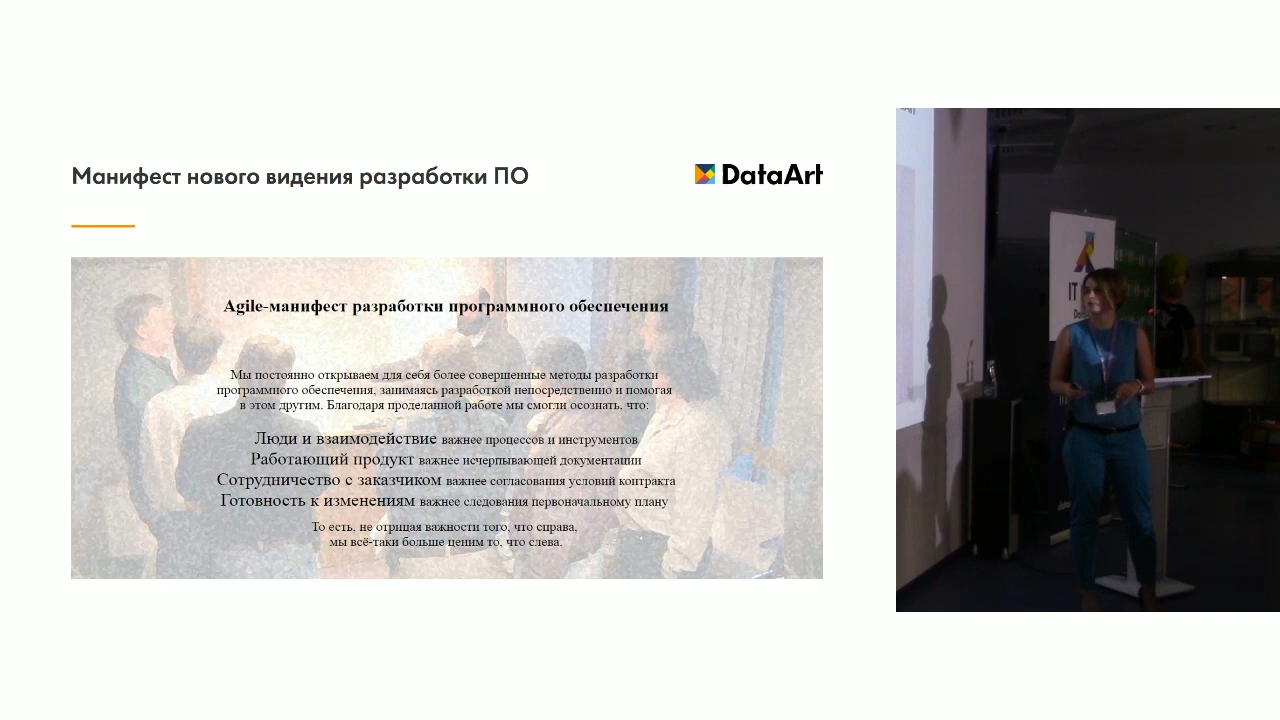 Манифест нового видения разработки ПО
DataArt
Agile-манифест разработки программного обеспечения
Мы постоянно открываем для себя более совершенные методы разработки
программного обеспечения, занимаясь разработкой непосредственно и помогая
в этом другим. Благодаря проделанной работе мы смогли осознать, что:
Люди и взаимодействие важнее процессов и инструментов
Работающий продукт важнее исчерпывающей документации
Сотрудничество с заказчиком важнее согласования условий контракта
Готовность к изменениям важнее следования первоначальному плану
То есть, не отрицая важности того, что справа,
мы всё-таки больше ценим то, что слева.
IT